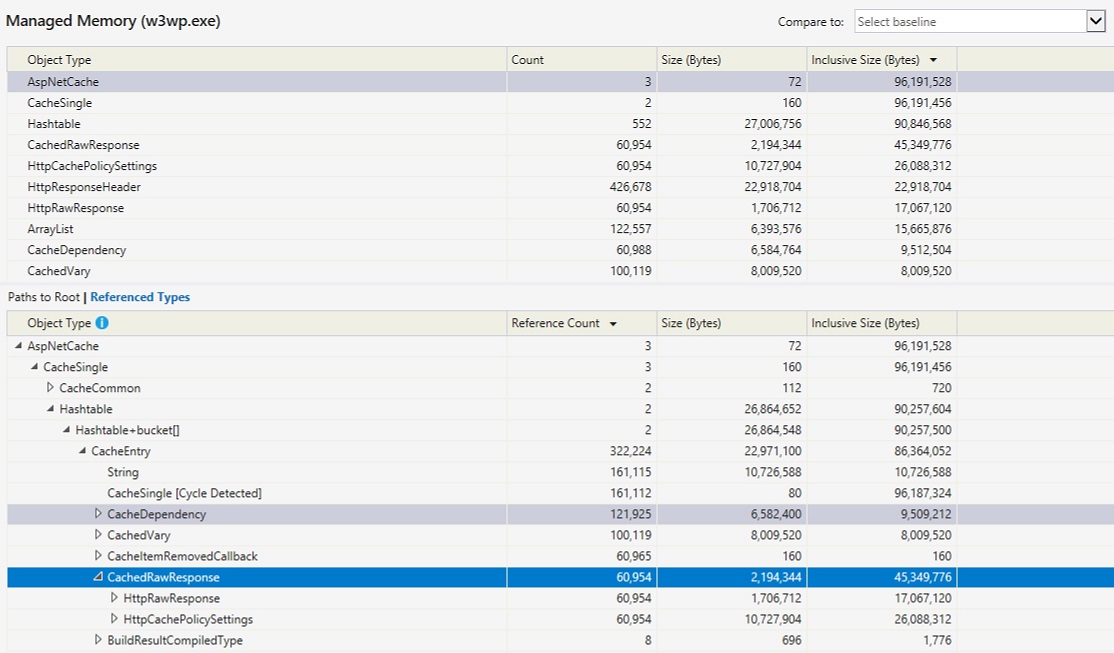 Managed Memory (w3wp.exe) Compare to: Select baseline
Object Type Count Size (Bytes) Inclusive Size (Bytes)
AspNetCache 3 72 96,191,528
CacheSingle 2 160 96,191,456
Hashtable 552 27,006,756 90,846,568
CachedRawResponse 60,954 2,194,344 45,349,776
HttpCachePolicySettings 60,954 10,727,904 26,088,312
HttpResponseHeader 426,678 22,918,704 22,918,704
HttpRawResponse 60,954 1,706,712 17,067,120
ArrayList 122,557 6,393,576 15,665,876
CacheDependency 60,988 6,584,764 9,512,504
CachedVary 100,119 8,009,520 8,009,520
Paths to Root | Referenced Types
Object Type Reference Count Size (Bytes) Inclusive Size (Bytes)
AspNetCache 3 72 96,191,528
CacheSingle 3 160 96,191,456
CacheCommon 2 112 720
Hashtable 2 26,864,652 90,257,604
Hashtable+bucket[] 2 26,864,548 90,257,500
CacheEntry 322,224 22,971,100 86,364,052
String 161,115 10,726,588 10,726,588
CacheSingle [Cycle Detected] 161,112 80 96,187,324
CacheDependency 121,925 6,582,400 9,509,212
CachedVary 100,119 8,009,520 8,009,520
CacheItemRemovedCallback 60,965 160 160
CachedRawResponse 60,954 2,194,344 45,349,776
HttpRawResponse 60,954 1,706,712 17,067,120
HttpCachePolicySettings 60,954 10,727,904 26,088,312
BuildResultCompiledType 8 696 1,776